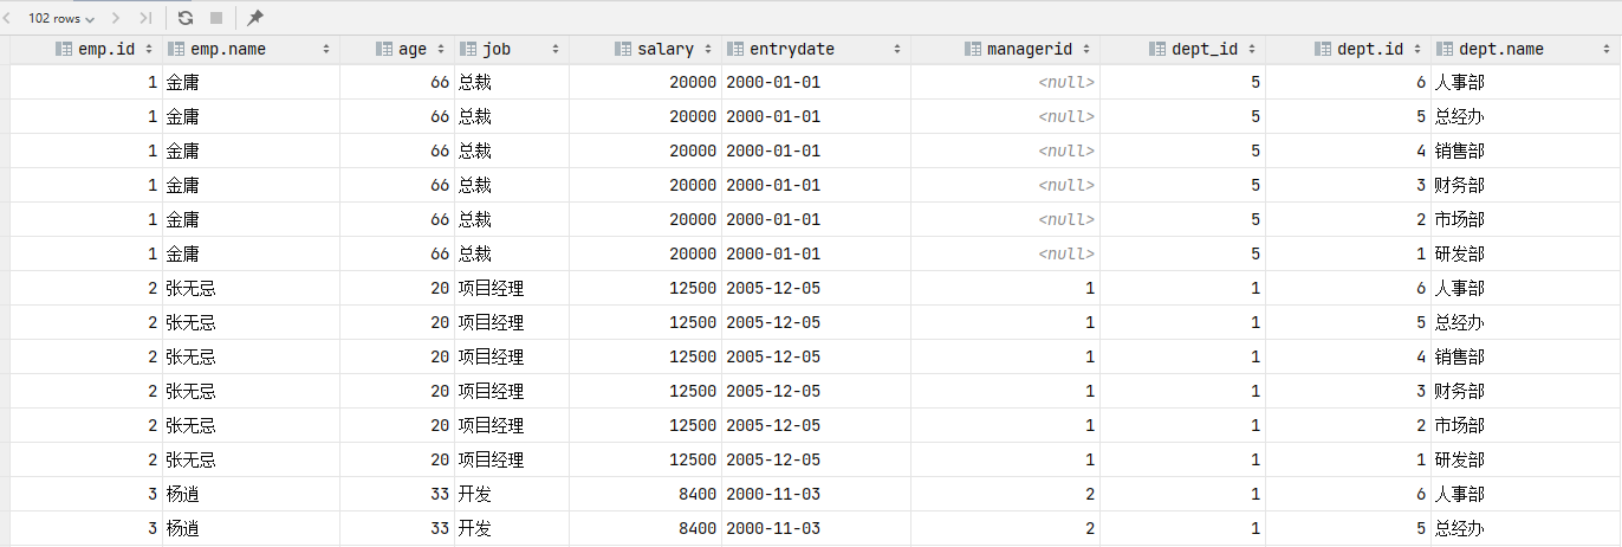 102 rows
emp.id emp.name age job salary entrydate managerid dept_id dept.id dept.name
1 金庸 66 总裁 20000 2000-01-01 <null> 5 6 人事部
1 金庸 66 总裁 20000 2000-01-01 <null> 5 5 总经办
1 金庸 66 总裁 20000 2000-01-01 <null> 5 4 销售部
1 金庸 66 总裁 20000 2000-01-01 <null> 5 3 财务部
1 金庸 66 总裁 20000 2000-01-01 <null> 5 2 市场部
1 金庸 66 总裁 20000 2000-01-01 <null> 5 1 研发部
2 张无忌 20 项目经理 12500 2005-12-05 1 1 6 人事部
2 张无忌 20 项目经理 12500 2005-12-05 1 1 5 总经办
2 张无忌 20 项目经理 12500 2005-12-05 1 1 4 销售部
2 张无忌 20 项目经理 12500 2005-12-05 1 1 3 财务部
2 张无忌 20 项目经理 12500 2005-12-05 1 1 2 市场部
2 张无忌 20 项目经理 12500 2005-12-05 1 1 1 研发部
3 杨逍 33 开发 8400 2000-11-03 2 1 6 人事部
3 杨逍 33 开发 8400 2000-11-03 2 1 5 总经办